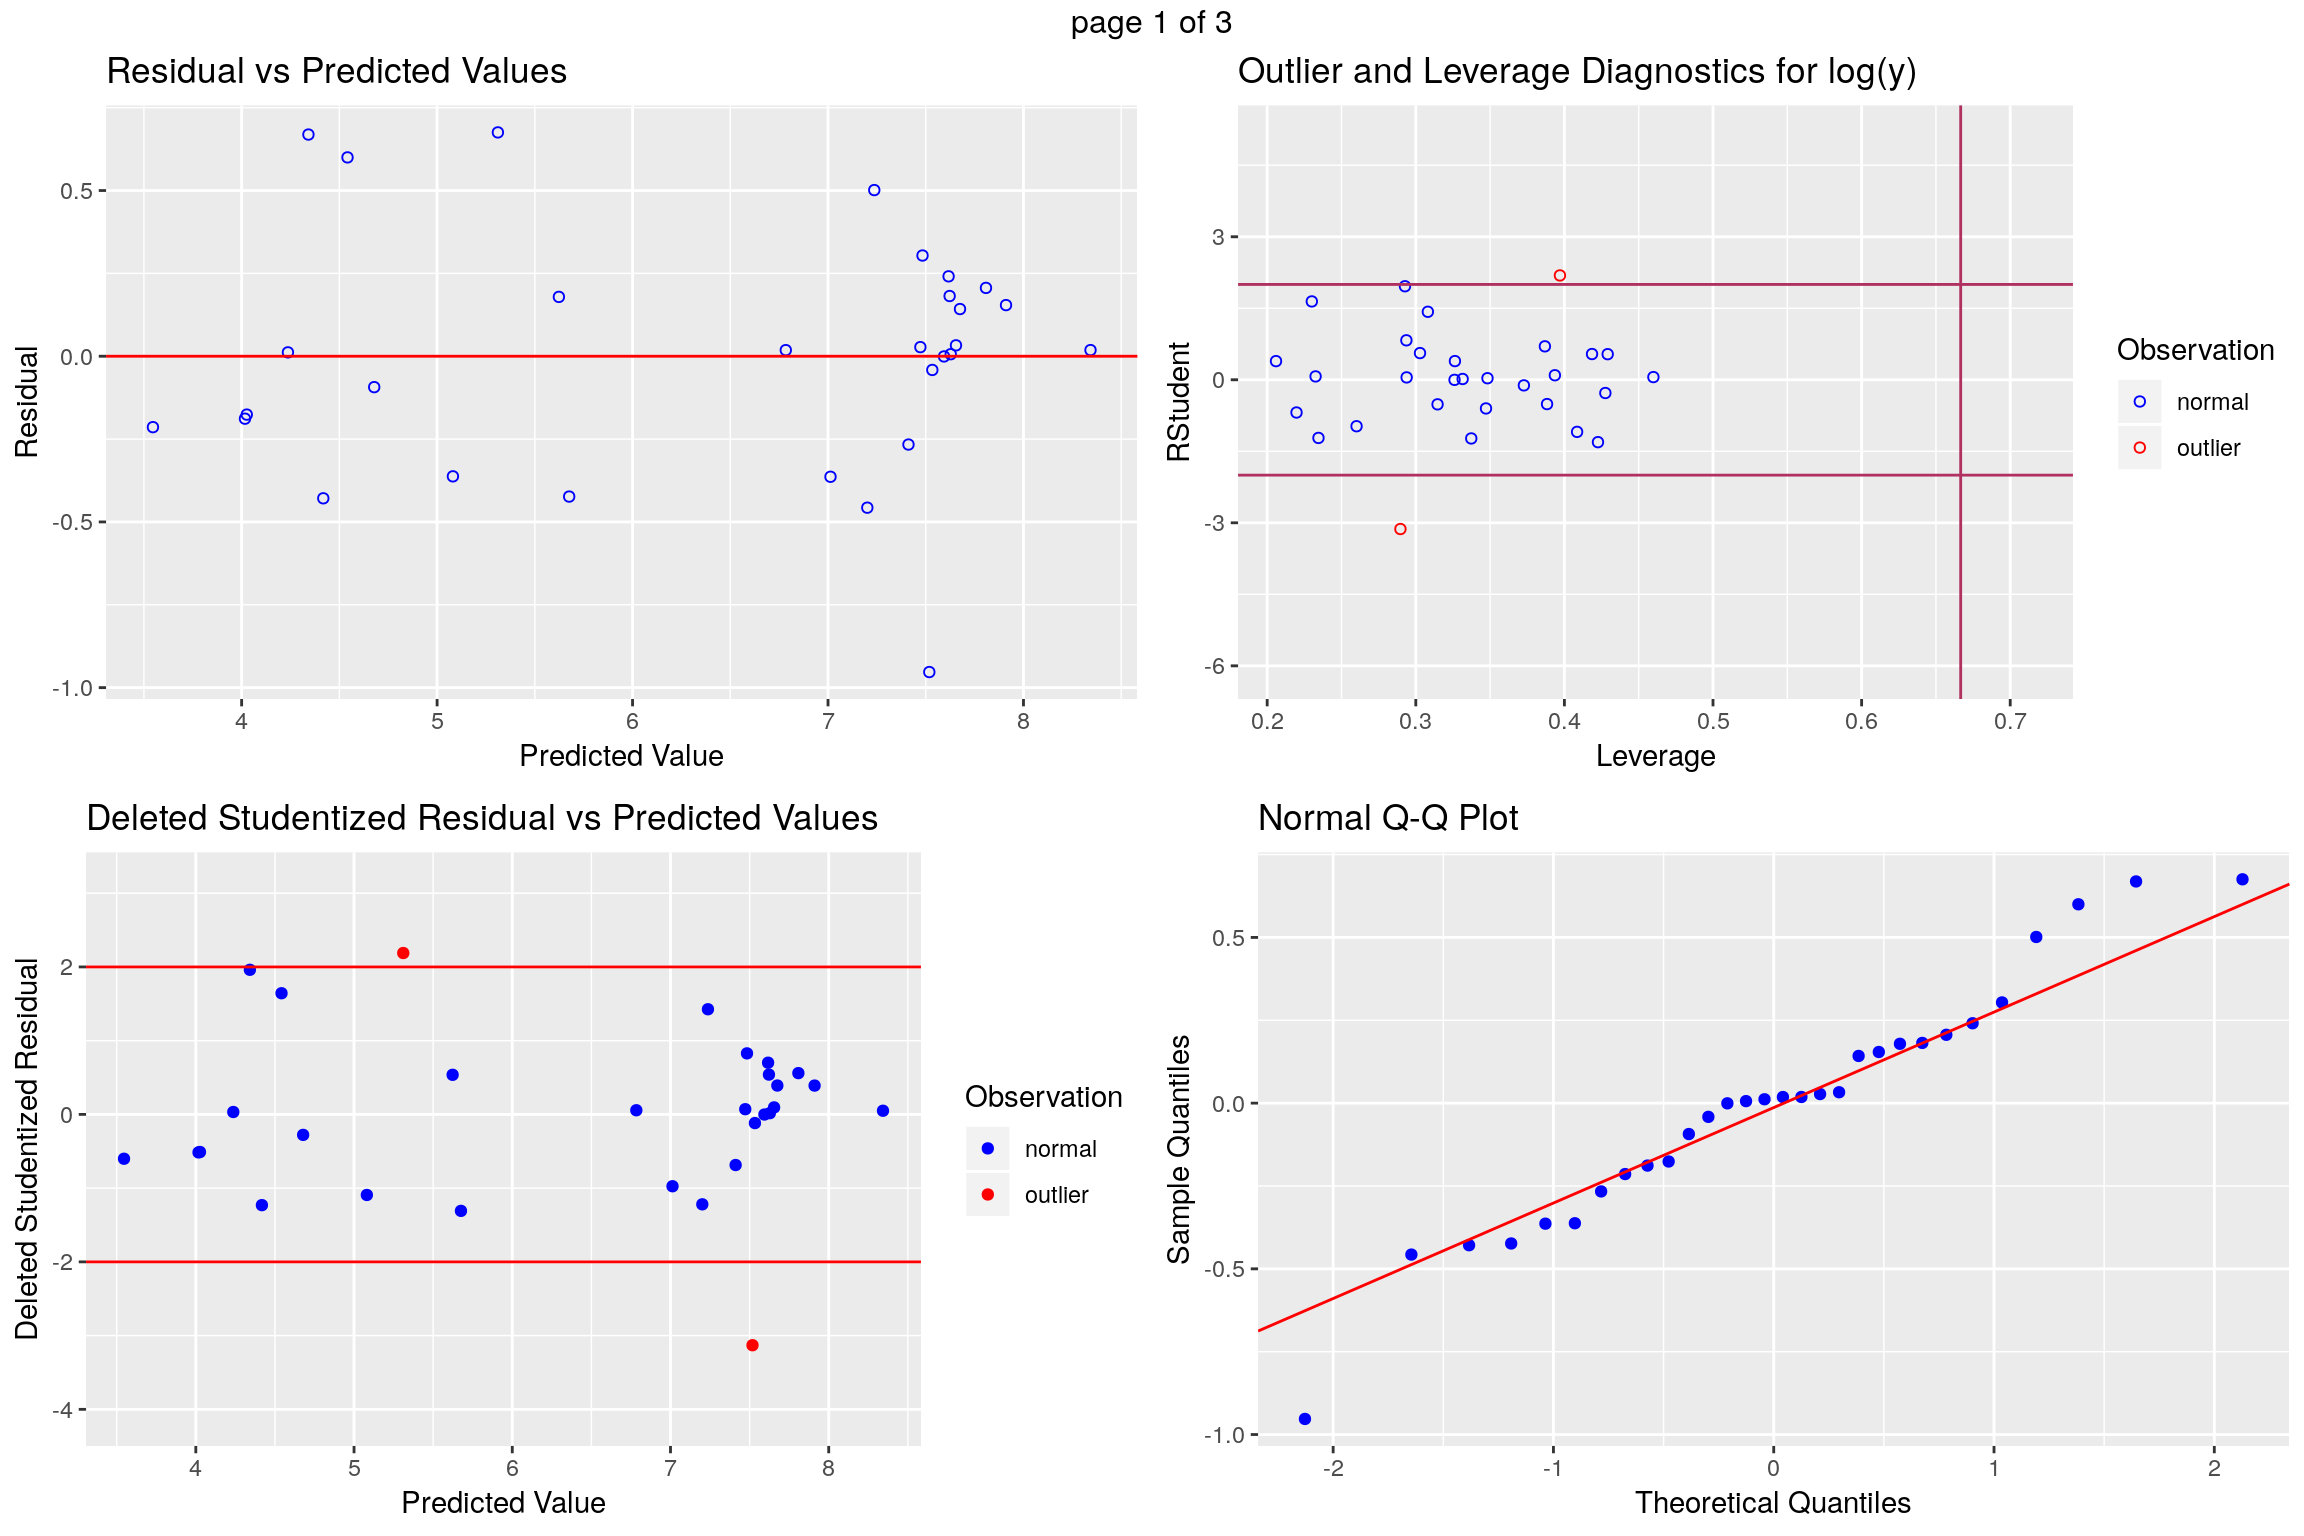 page 1 of 3
Residual vs Predicted Values
Residual
0.5
0.0
-0.5
-1.0
4 5 6 7 8
Predicted Value
Outlier and Leverage Diagnostics for log(y)
RStudent
3
0
-3
-6
0.2 0.3 0.4 0.5 0.6 0.7
Leverage
Observation
normal
outlier
Deleted Studentized Residual vs Predicted Values
Deleted Studentized Residual
2
0
-2
-4
4 5 6 7 8
Predicted Value
Observation
normal
outlier
Normal Q-Q Plot
Sample Quantiles
0.5
0.0
-0.5
-1.0
-2 -1 0 1 2
Theoretical Quantiles